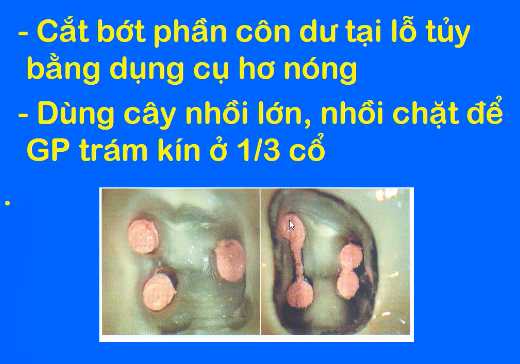 - Cắt bớt phần côn dư tại lỗ tủy
bằng dụng cụ hơ nóng
- Dùng cây nhồi lớn, nhồi chặt để
GP trám kín ở 1/3 cổ